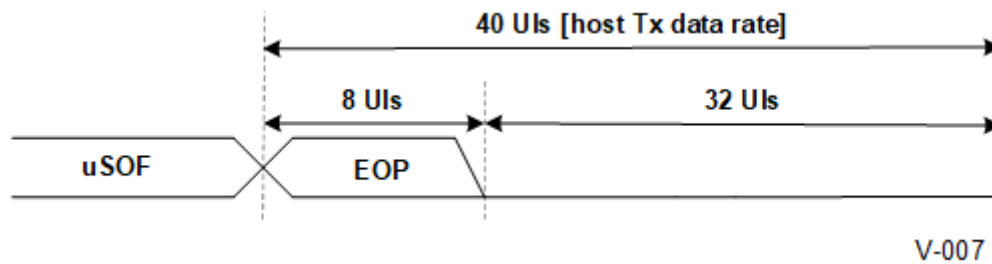 40 UIs [host Tx data rate]
8 UIs
32 UIs
uSOF
EOP
V-007